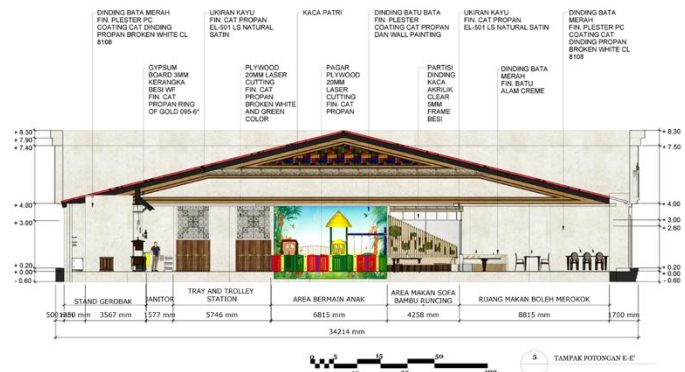 DINDING BATA MERAH
FIN. PLESTER PC
COATING CAT DINDING
PROPAN BROKEN WHITE CL
8108
UKIRAN KAYU
FIN. CAT PROPAN
EL-501 LS NATURAL
SATIN
KACA PATRI
DINDING BATU BATA
FIN. PLESTER
COATING CAT PROPAN
DAN WALL PAINTING
UKIRAN KAYU
FIN. CAT PROPAN
EL-501 LS NATURAL SATIN
DINDING BATA
MERAH
FIN. PLESTER PC
COATING CAT
DINDING PROPAN
BROKEN WHITE CL
8108
GYPSUM
BOARD 3MM
KERANGKA
BESI WF
FIN. CAT
PROPAN RING
OF GOLD 095-6"
PLYWOOD
20MM LASER
CUTTING
FIN. CAT
PROPAN
BROKEN WHITE
AND GREEN
COLOR
PAGAR
PLYWOOD
20MM
LASER
CUTTING
FIN. CAT
PROPAN
PARTISI
DINDING
KACA
AKRILIK
CLEAR
5MM
FRAME
BESI
DINDING BATA
MERAH
FIN. BATU
ALAM CREME
+ 8.30
+ 7.90
+ 7.40
+ 4.00
+ 3.00
+ 0.20
+ 0.00
- 0.60
+ 8.30
+ 7.50
+ 4.00
+ 3.00
+ 2.60
+ 0.20
+ 0.00
- 0.60
STAND GEROBAK
JANITOR
TRAY AND TROLLEY
STATION
AREA BERMAIN ANAK
AREA MAKAN SOFA
BAMBU RUNCING
RUANG MAKAN BOLEH MEROKOK
3567 mm
1577 mm
5746 mm
6815 mm
4258 mm
8815 mm
1700 mm
34214 mm
0 5 15 50
100
5 TAMPAK POTONGAN E-E'